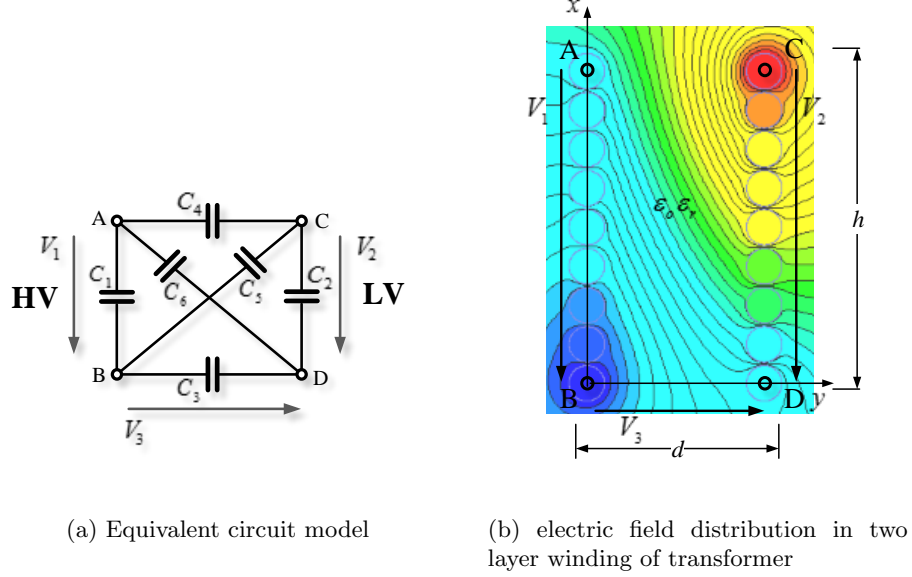 A
C₄
C
V₁
C₁
C₆
C₅
C₂
V₂
HV
LV
B
C₃
D
V₃
(a) Equivalent circuit model
x
A
C
V₁
V₂
ε₀ εᵣ
h
B
D
y
V₃
d
(b) electric field distribution in two
layer winding of transformer